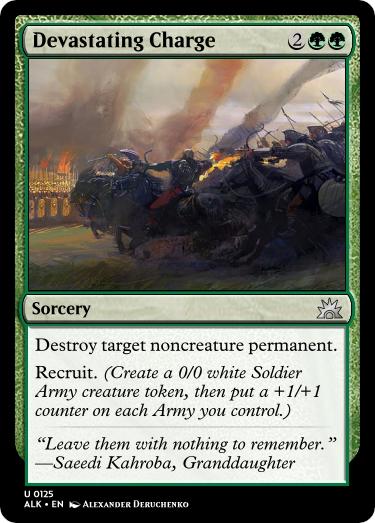 Devastating Charge 2
Sorcery
Destroy target noncreature permanent.
Recruit. (Create a 0/0 white Soldier
Army creature token, then put a +1/+1
counter on each Army you control.)
“Leave them with nothing to remember.”
—Saeedi Kahroba, Granddaughter
U 0125
ALK • EN Alexander Deruchenko